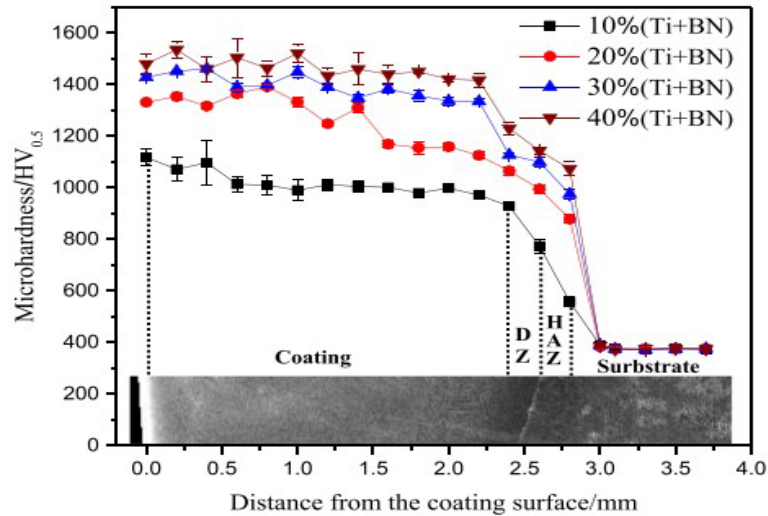 1600
1400
1200
1000
800
600
400
200
0
Microhardness/HV0.5
10%(Ti+BN)
20%(Ti+BN)
30%(Ti+BN)
40%(Ti+BN)
Coating
DZ
HAZ
Surbstrate
0.0 0.5 1.0 1.5 2.0 2.5 3.0 3.5 4.0
Distance from the coating surface/mm